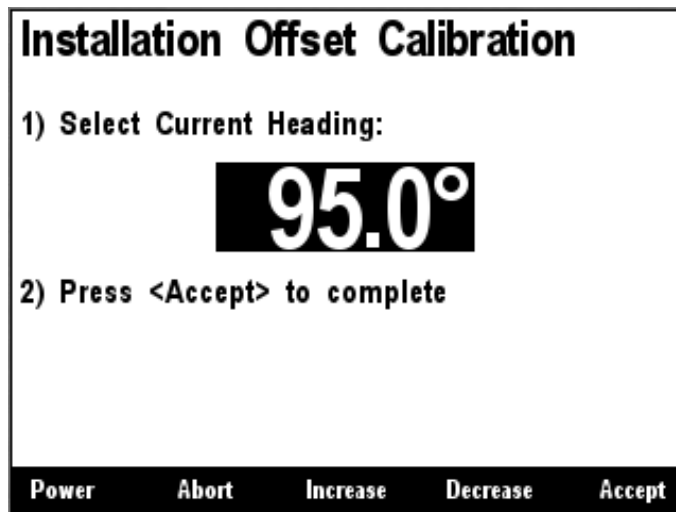 Installation Offset Calibration
1) Select Current Heading:
95.0°
2) Press <Accept> to complete
Power Abort Increase Decrease Accept